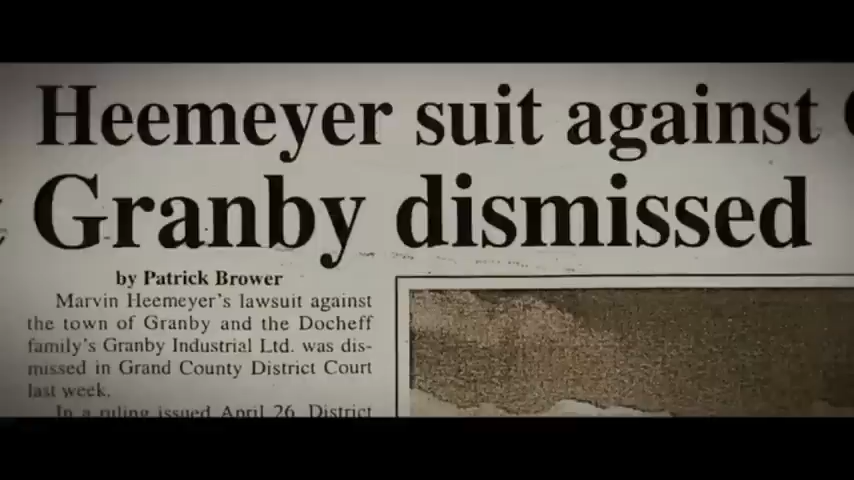 Heemeyer suit against
Granby dismissed
by Patrick Brower
Marvin Heemeyer's lawsuit against
the town of Granby and the Docheff
family's Granby Industrial Ltd. was dis-
missed in Grand County District Court
last week.
In a ruling issued April 26, District